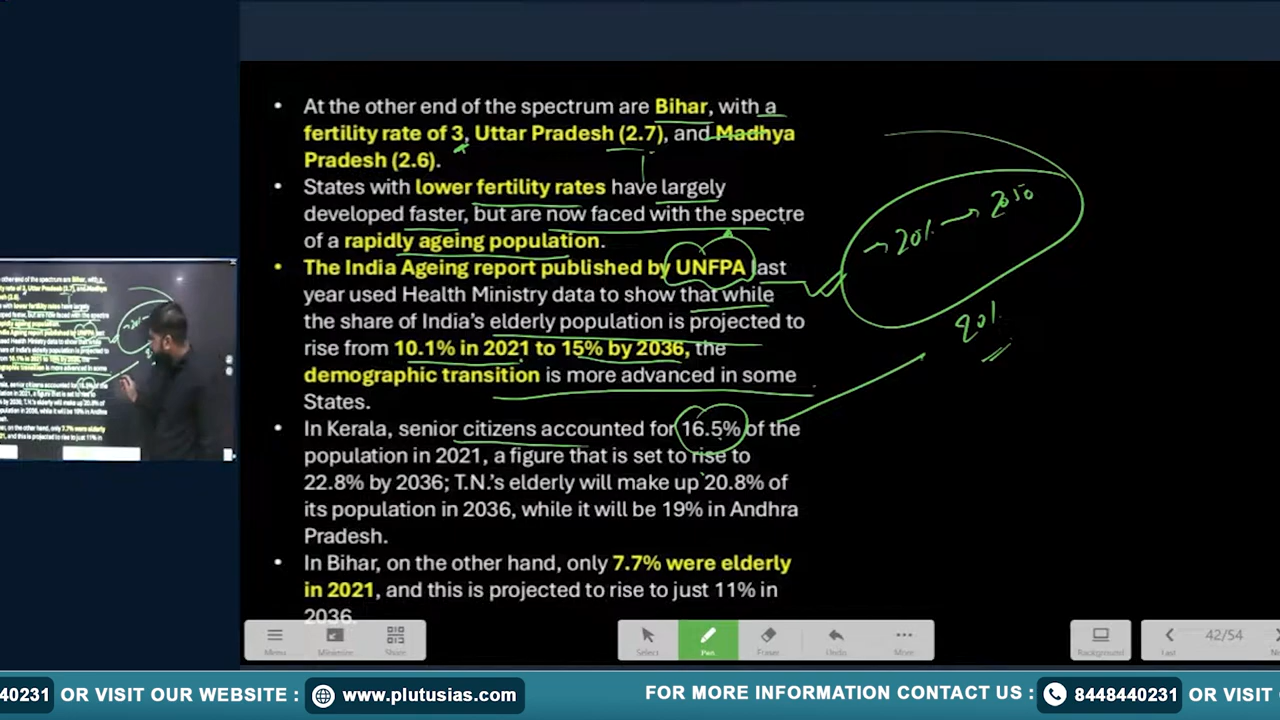 • At the other end of the spectrum are Bihar, with a
fertility rate of 3, Uttar Pradesh (2.7), and Madhya
Pradesh (2.6).
• States with lower fertility rates have largely
developed faster, but are now faced with the spectre
of a rapidly ageing population.
• The India Ageing report published by UNFPA last
year used Health Ministry data to show that while
the share of India's elderly population is projected to
rise from 10.1% in 2021 to 15% by 2036, the
demographic transition is more advanced in some
States.
• In Kerala, senior citizens accounted for 16.5% of the
population in 2021, a figure that is set to rise to
22.8% by 2036; T.N.'s elderly will make up 20.8% of
its population in 2036, while it will be 19% in Andhra
Pradesh.
• In Bihar, on the other hand, only 7.7% were elderly
in 2021, and this is projected to rise to just 11% in
2036.
→ 20% → 2050
20%
Menu
Minimize
Share
Select
Pen
Eraser
Undo
More
Background
Last
42/54
40231 OR VISIT OUR WEBSITE : www.plutusias.com FOR MORE INFORMATION CONTACT US : 8448440231 OR VISIT